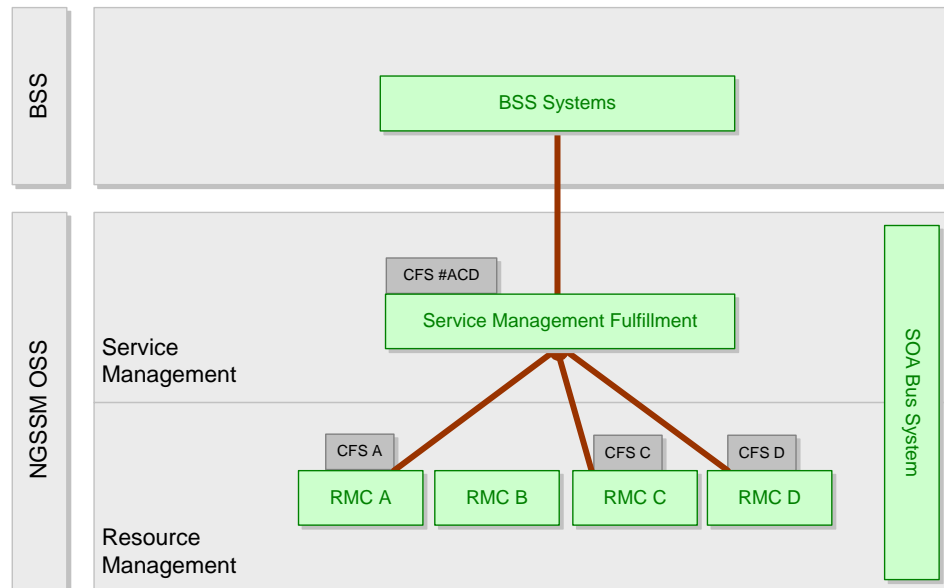 BSS
BSS Systems
NGSSM OSS
CFS #ACD
Service Management Fulfillment
Service
Management
SOA Bus System
CFS A
CFS C
CFS D
RMC A
RMC B
RMC C
RMC D
Resource
Management